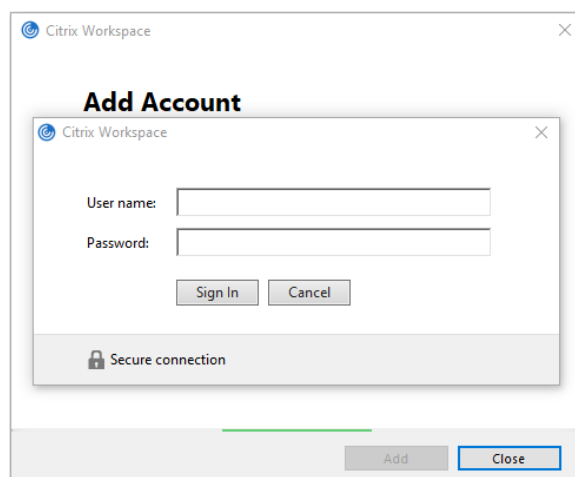 Citrix Workspace
Add Account
Citrix Workspace
User name:
Password:
Sign In Cancel
Secure connection
Add Close